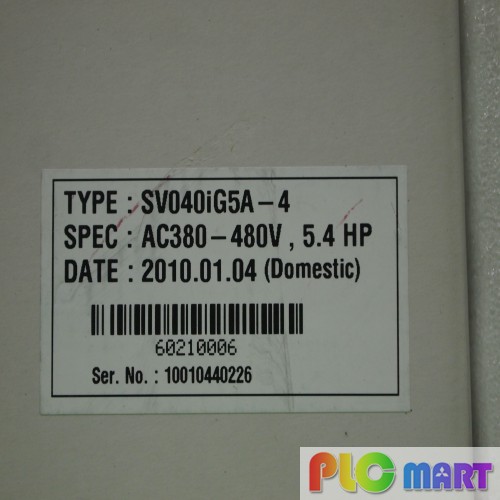 TYPE : SV040iG5A-4
SPEC : AC380-480V , 5.4 HP
DATE : 2010.01.04 (Domestic)
60210006
Ser. No. : 10010440226
PLC MART